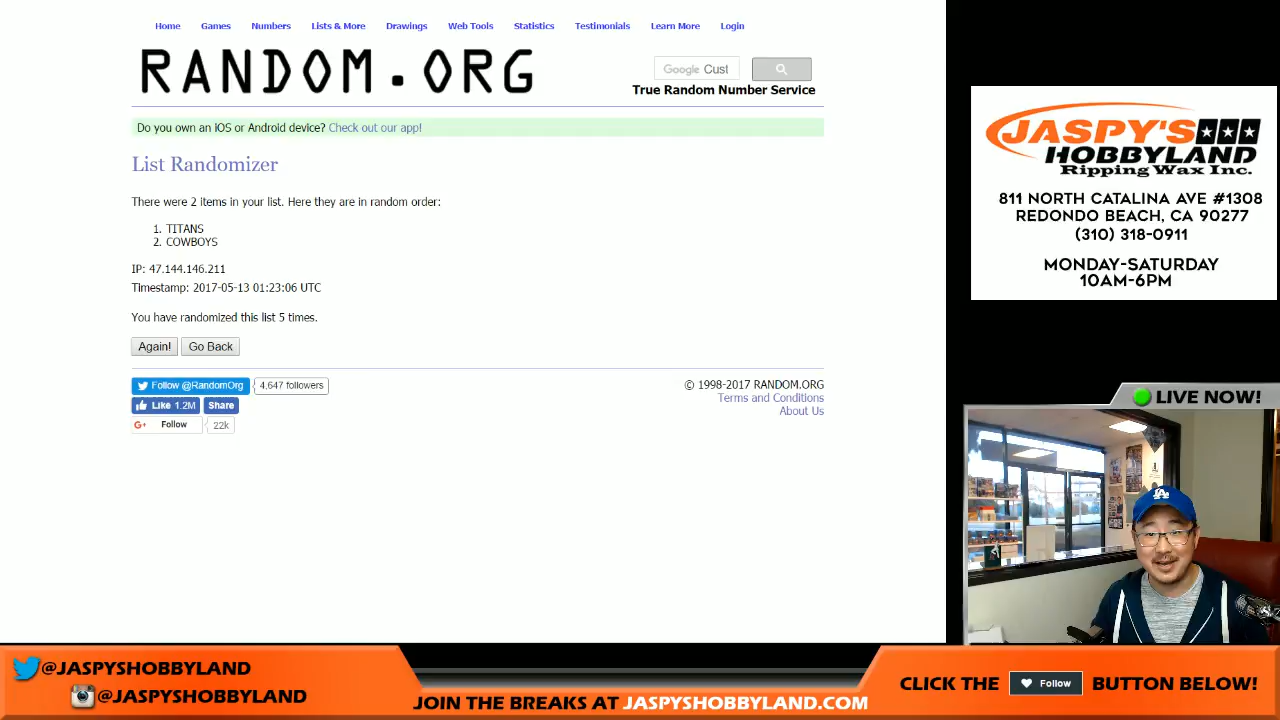 Home Games Numbers Lists & More Drawings Web Tools Statistics Testimonials Learn More Login
RANDOM.ORG
Google Cust
True Random Number Service
Do you own an iOS or Android device? Check out our app!
List Randomizer
There were 2 items in your list. Here they are in random order:
1. TITANS
2. COWBOYS
IP: 47.144.146.211
Timestamp: 2017-05-13 01:23:06 UTC
You have randomized this list 5 times.
Again! Go Back
Follow @RandomOrg 4,647 followers
Like 1.2M Share
G+ Follow 22k
© 1998-2017 RANDOM.ORG
Terms and Conditions
About Us
JASPY'S
HOBBYLAND
Ripping Wax Inc.
811 NORTH CATALINA AVE #1308
REDONDO BEACH, CA 90277
(310) 318-0911
MONDAY-SATURDAY
10AM-6PM
LIVE NOW!
LA
@JASPYSHOBBYLAND
@JASPYSHOBBYLAND
JOIN THE BREAKS AT JASPYSHOBBYLAND.COM
CLICK THE Follow BUTTON BELOW!